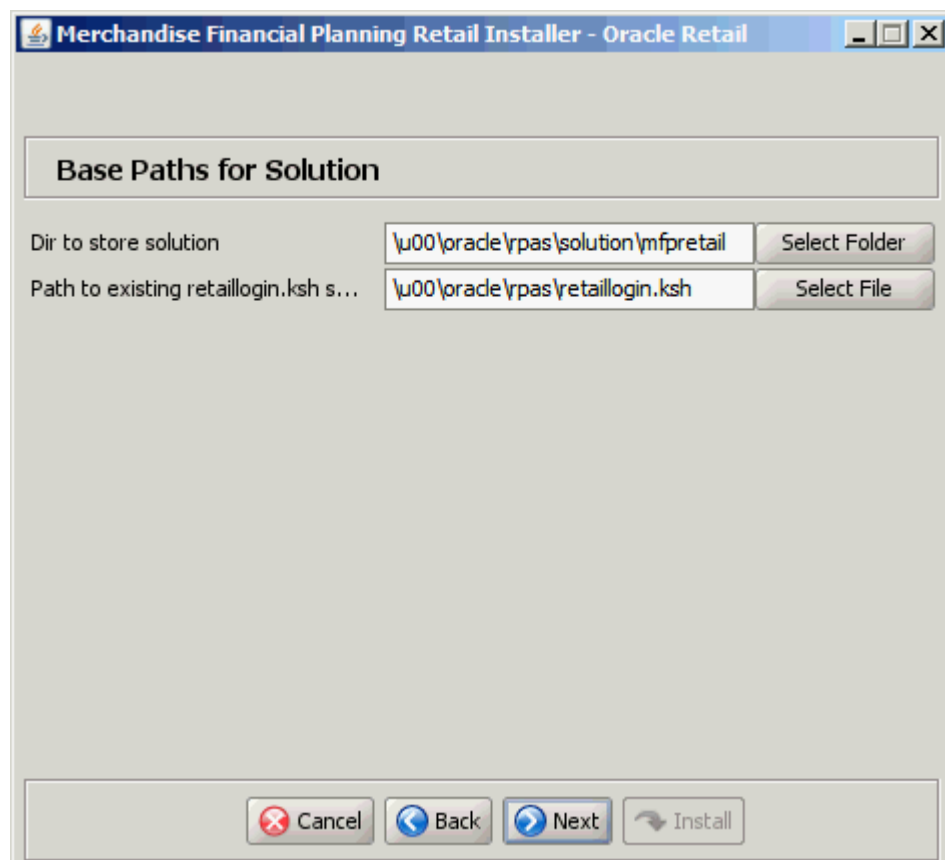 Merchandise Financial Planning Retail Installer - Oracle Retail
Base Paths for Solution
Dir to store solution \u00\oracle\rpas\solution\mfpretail Select Folder
Path to existing retaillogin.ksh s... \u00\oracle\rpas\retaillogin.ksh Select File
Cancel Back Next Install